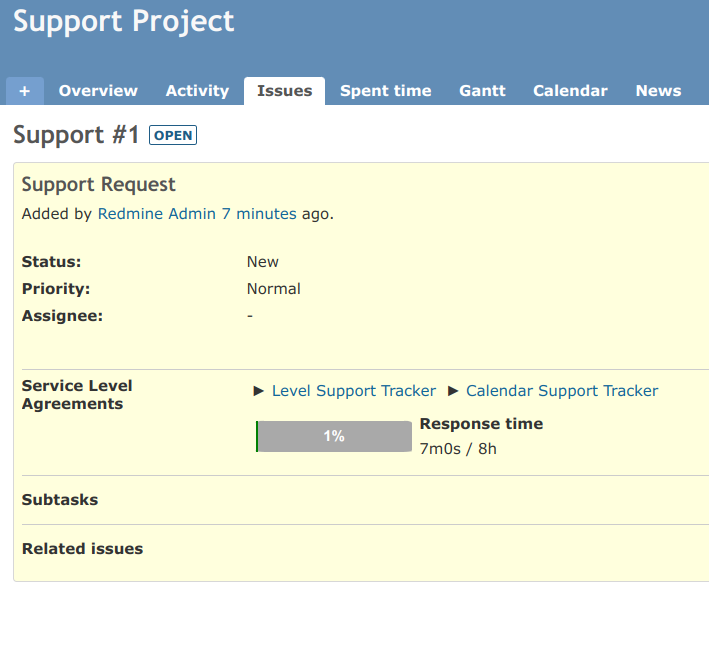 Support Project
+ Overview Activity Issues Spent time Gantt Calendar News
Support #1 OPEN
Support Request
Added by Redmine Admin 7 minutes ago.
Status: New
Priority: Normal
Assignee: -
Service Level
Agreements
► Level Support Tracker ► Calendar Support Tracker
1%
Response time
7m0s / 8h
Subtasks
Related issues